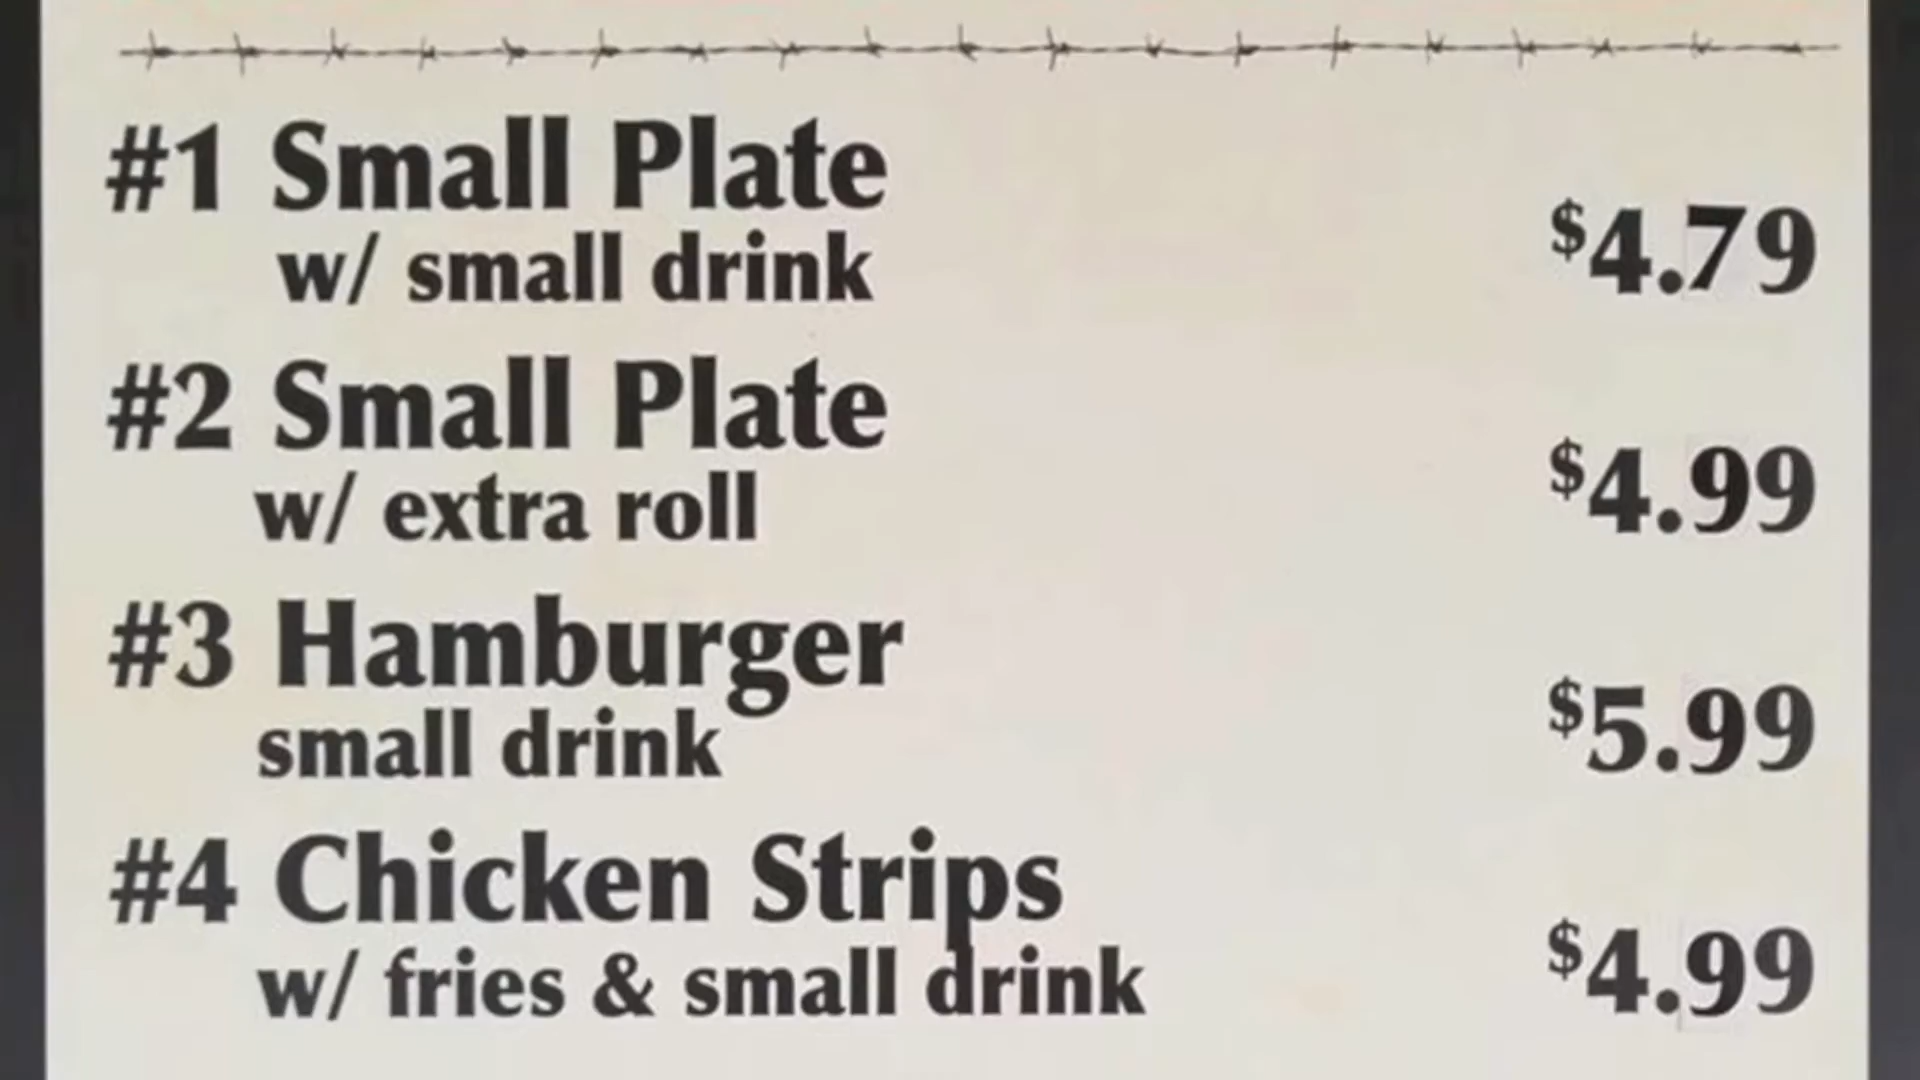 #1 Small Plate
w/ small drink $4.79
#2 Small Plate
w/ extra roll $4.99
#3 Hamburger
small drink $5.99
#4 Chicken Strips
w/ fries & small drink $4.99